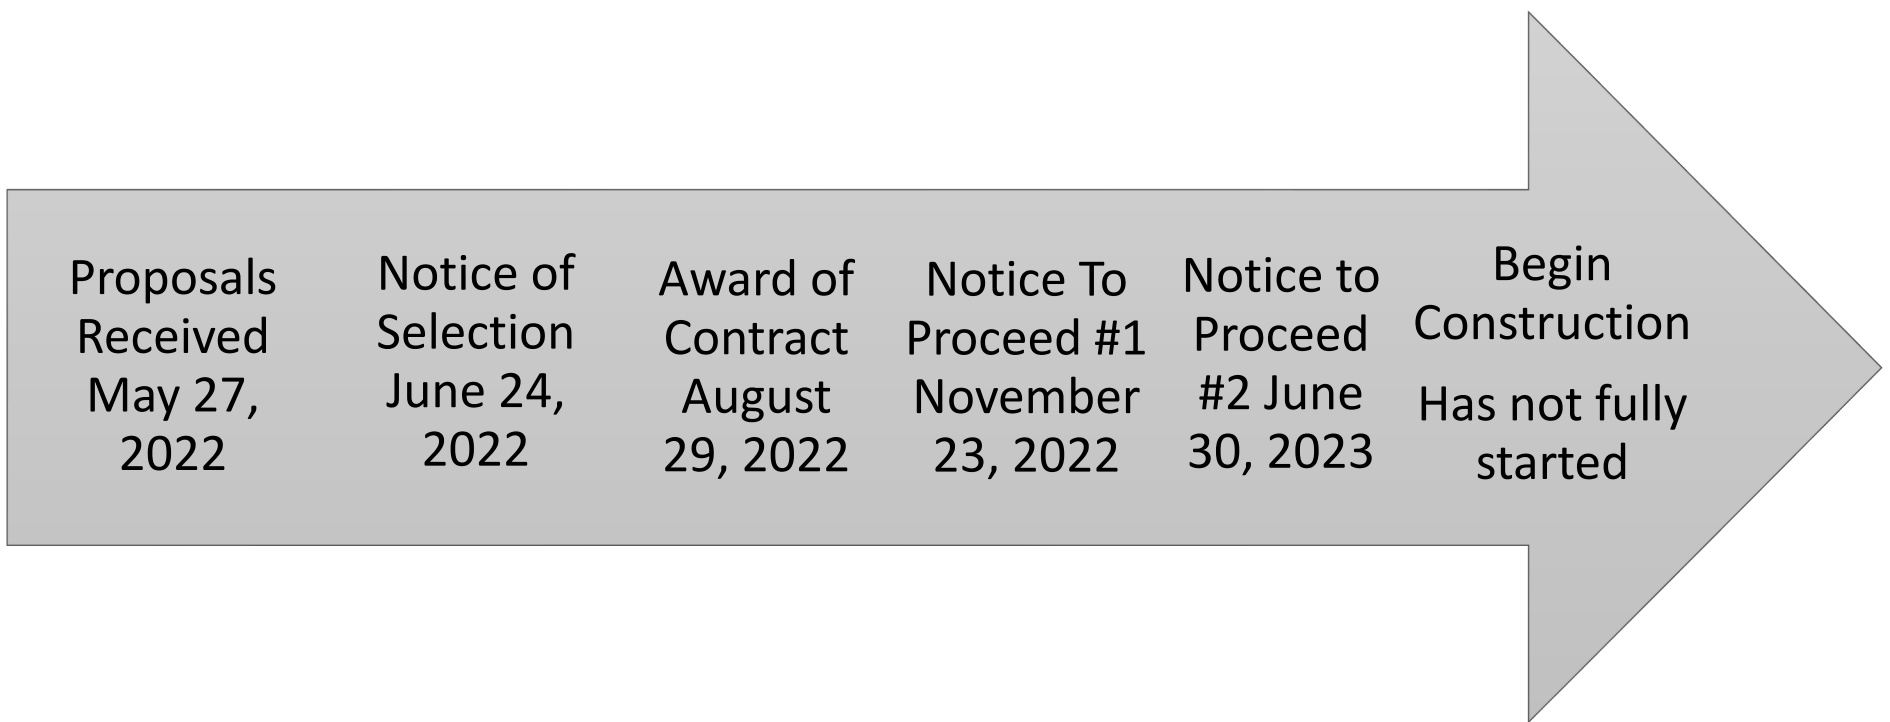 Proposals
Received
May 27,
2022
Notice of
Selection
June 24,
2022
Award of
Contract
August
29, 2022
Notice To
Proceed #1
November
23, 2022
Notice to
Proceed
#2 June
30, 2023
Begin
Construction
Has not fully
started